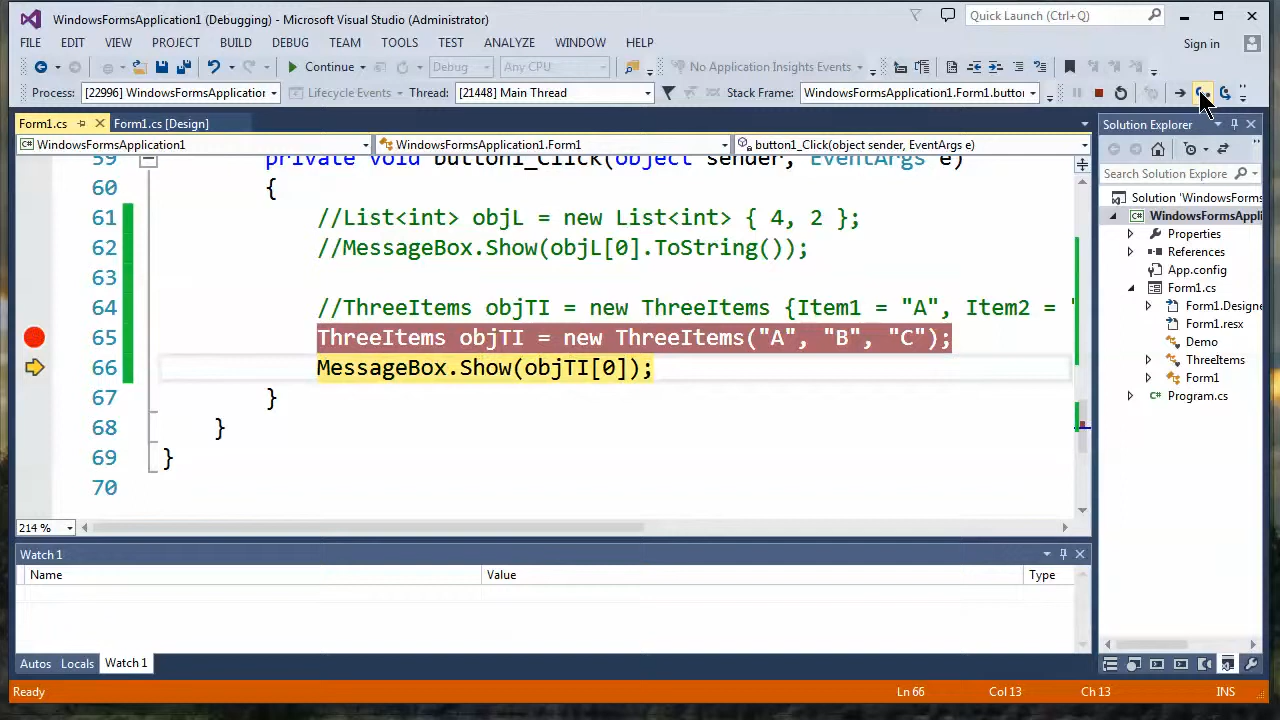 WindowsFormsApplication1 (Debugging) - Microsoft Visual Studio (Administrator)
Quick Launch (Ctrl+Q)
FILE EDIT VIEW PROJECT BUILD DEBUG TEAM TOOLS TEST ANALYZE WINDOW HELP
Sign in
Continue Debug Any CPU No Application Insights Events
Process: [22996] WindowsFormsApplication Lifecycle Events Thread: [21448] Main Thread Stack Frame: WindowsFormsApplication1.Form1.button
Form1.cs Form1.cs [Design]
WindowsFormsApplication1 WindowsFormsApplication1.Form1 button1_Click(object sender, EventArgs e)
59 private void button1_Click(object sender, EventArgs e)
60 {
61 //List<int> objL = new List<int> { 4, 2 };
62 //MessageBox.Show(objL[0].ToString());
63
64 //ThreeItems objTI = new ThreeItems {Item1 = "A", Item2 = "
65 ThreeItems objTI = new ThreeItems("A", "B", "C");
66 MessageBox.Show(objTI[0]);
67 }
68 }
69 }
70
214 %
Watch 1
Name Value Type
Autos Locals Watch 1
Solution Explorer
Search Solution Explore
Solution 'WindowsForms
WindowsFormsAppli
Properties
References
App.config
Form1.cs
Form1.Designe
Form1.resx
Demo
ThreeItems
Form1
Program.cs
Ready Ln 66 Col 13 Ch 13 INS